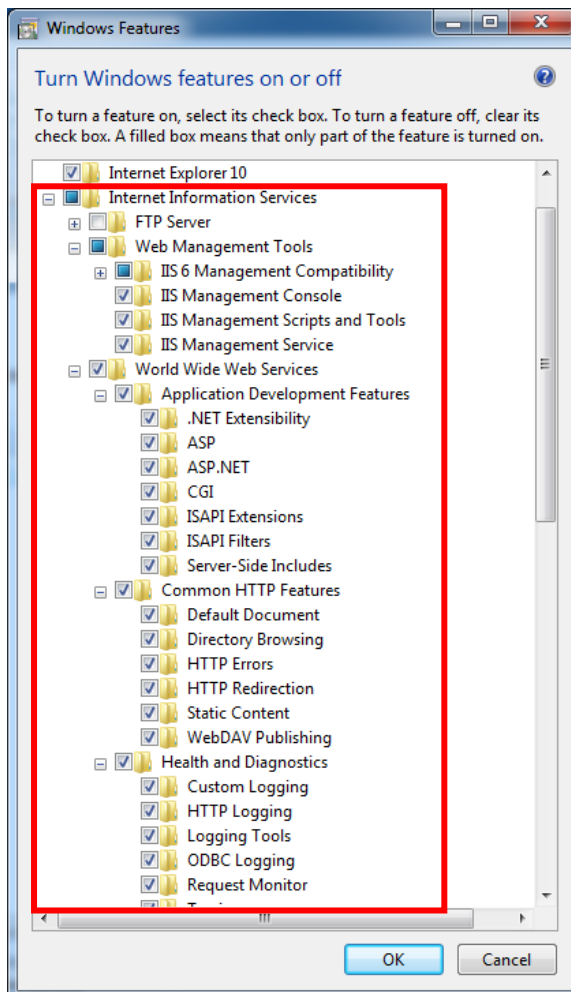 Windows Features
Turn Windows features on or off
To turn a feature on, select its check box. To turn a feature off, clear its
check box. A filled box means that only part of the feature is turned on.
Internet Explorer 10
Internet Information Services
FTP Server
Web Management Tools
IIS 6 Management Compatibility
IIS Management Console
IIS Management Scripts and Tools
IIS Management Service
World Wide Web Services
Application Development Features
.NET Extensibility
ASP
ASP.NET
CGI
ISAPI Extensions
ISAPI Filters
Server-Side Includes
Common HTTP Features
Default Document
Directory Browsing
HTTP Errors
HTTP Redirection
Static Content
WebDAV Publishing
Health and Diagnostics
Custom Logging
HTTP Logging
Logging Tools
ODBC Logging
Request Monitor
OK Cancel